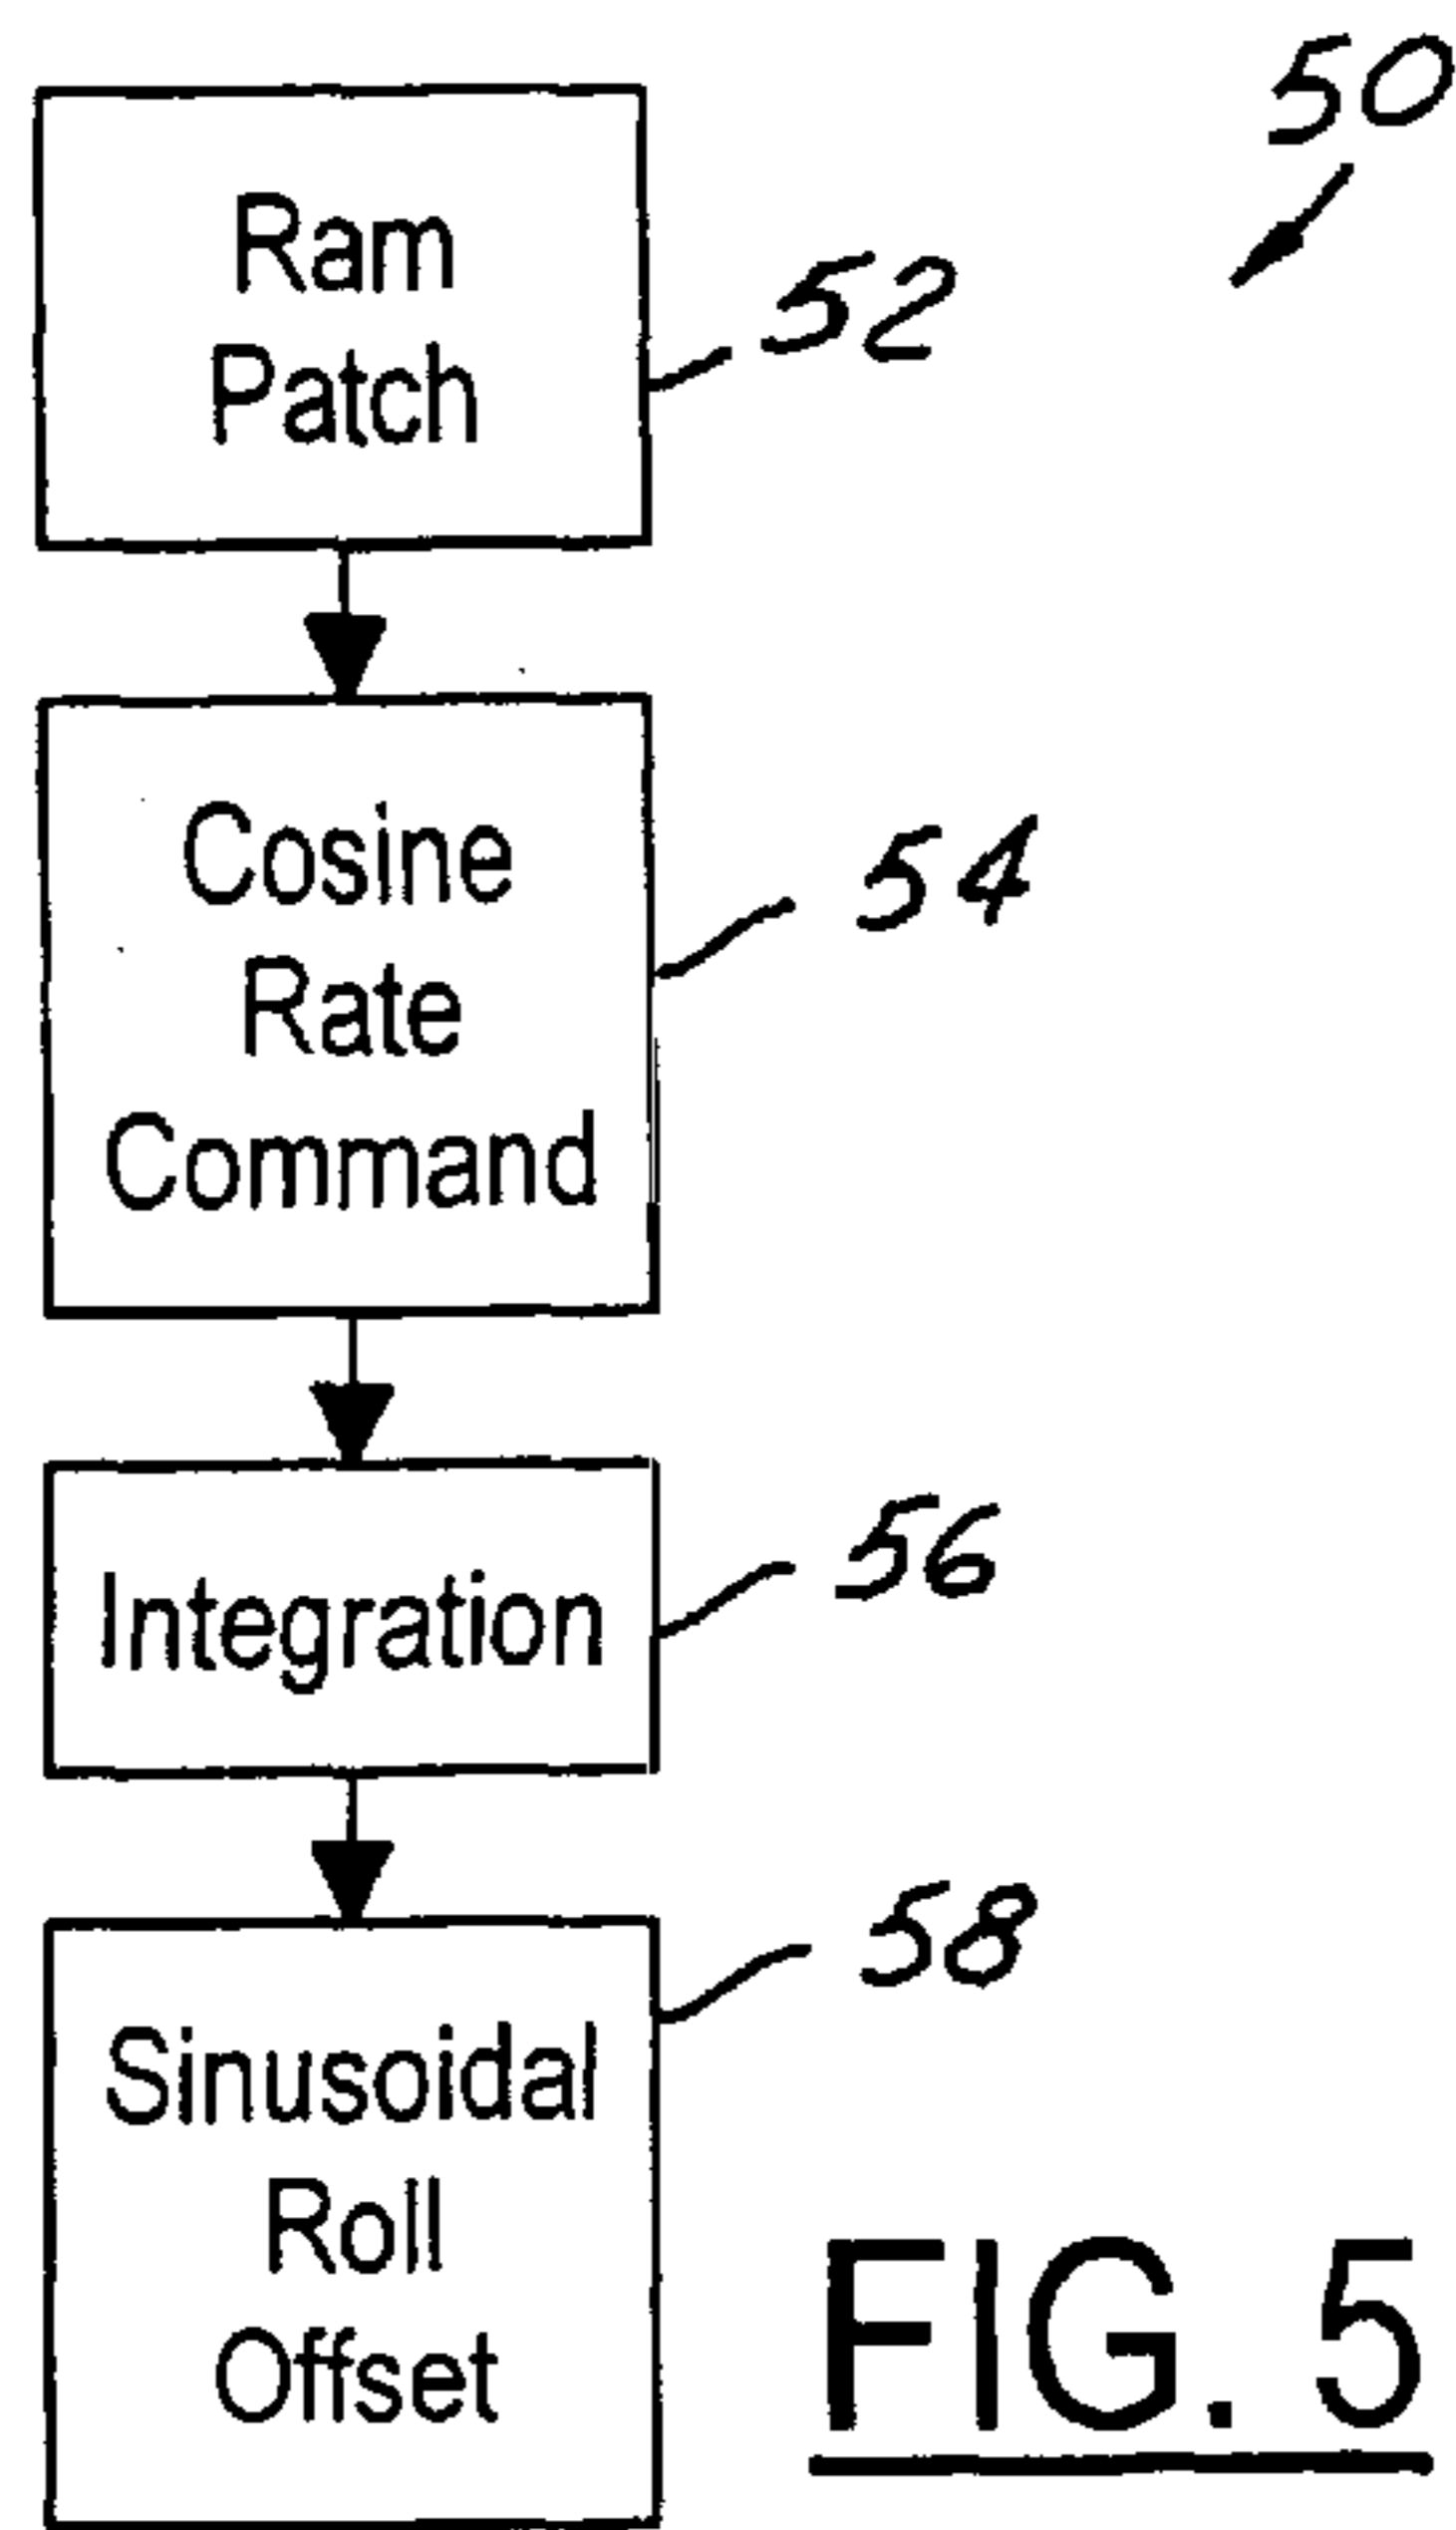 50
Ram
Patch
52
Cosine
Rate
Command
54
Integration
56
Sinusoidal
Roll
Offset
58
FIG. 5